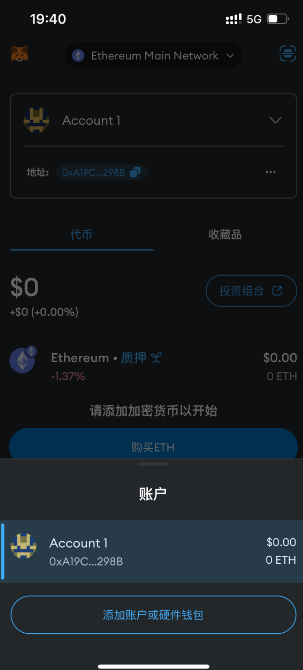 19:40
5G
Ethereum Main Network
Account 1
地址:
0xA19C...298B
代币
收藏品
$0
+$0 (+0.00%)
投资组合
Ethereum • 质押
$0.00
-1.37%
0 ETH
请添加加密货币以开始
购买ETH
账户
Account 1
$0.00
0xA19C...298B
0 ETH
添加账户或硬件钱包